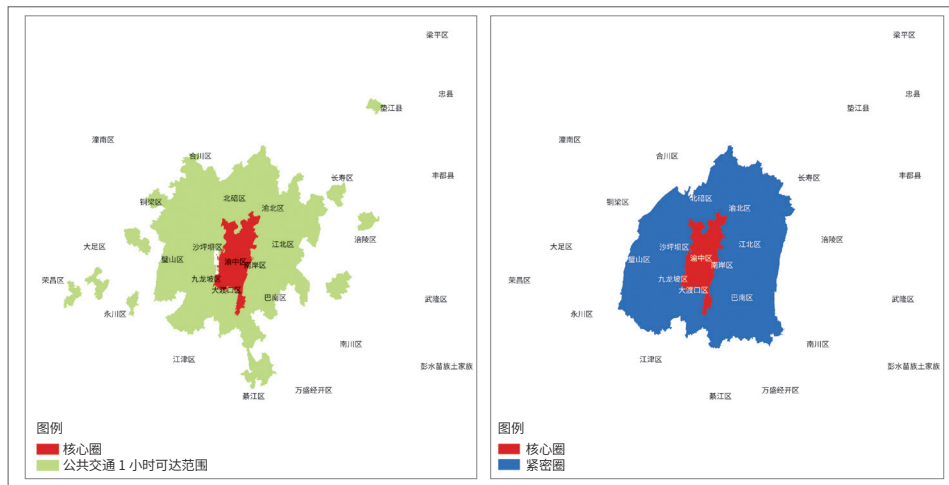 梁平区
忠县
垫江县
潼南区
合川区
长寿区
丰都县
铜梁区
北碚区
渝北区
大足区
沙坪坝区
江北区
涪陵区
璧山区
渝中区
南岸区
荣昌区
九龙坡区
大渡口区
巴南区
武隆区
永川区
南川区
江津区
彭水苗族土家族
万盛经开区
綦江区
图例
核心圈
公共交通 1 小时可达范围
梁平区
忠县
垫江县
潼南区
合川区
长寿区
丰都县
铜梁区
北碚区
渝北区
大足区
沙坪坝区
江北区
涪陵区
璧山区
渝中区
南岸区
荣昌区
九龙坡区
大渡口区
巴南区
武隆区
永川区
南川区
江津区
彭水苗族土家族
万盛经开区
綦江区
图例
核心圈
紧密圈